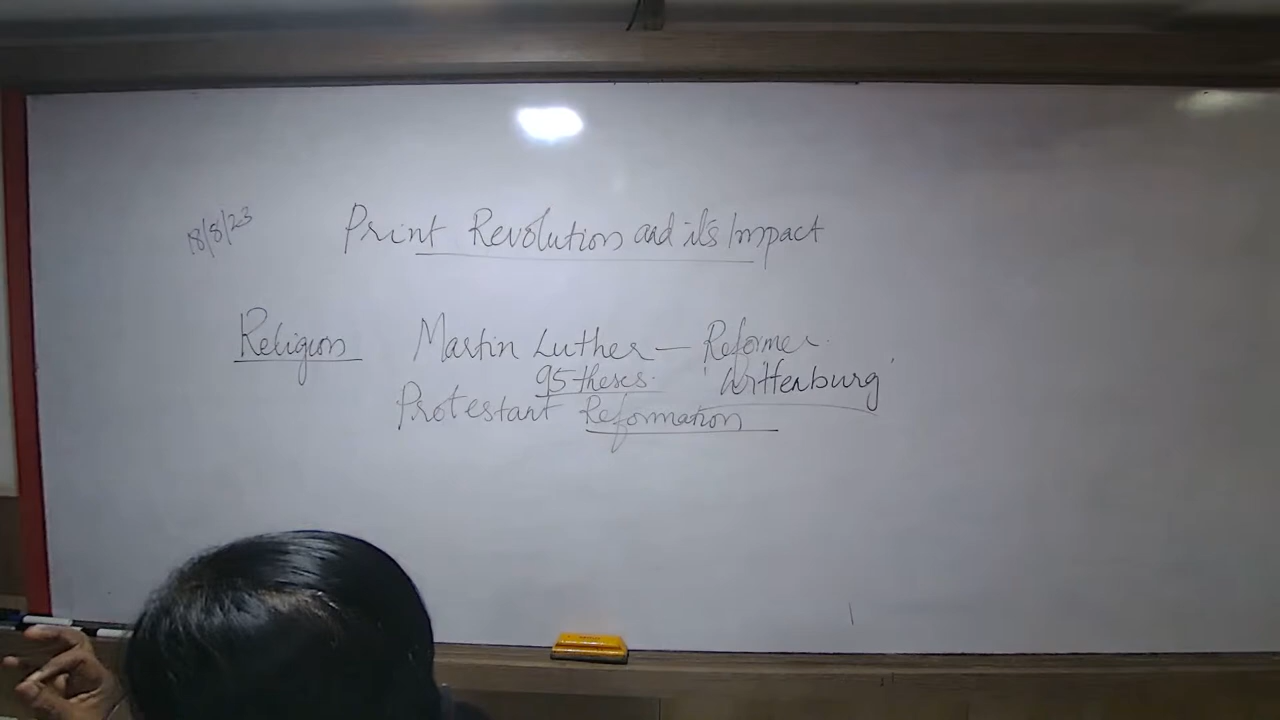 18/8/23 Print Revolution and it's Impact
Religion Martin Luther – Reformer.
95 theses. 'Wittenburg'
Protestant Reformation